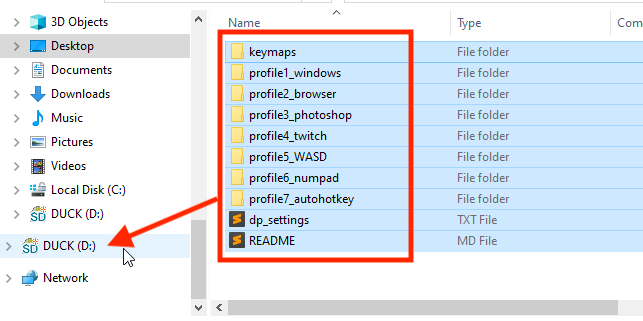 3D Objects
Desktop
Documents
Downloads
Music
Pictures
Videos
Local Disk (C:)
DUCK (D:)
DUCK (D:)
Network
Name Type Com
keymaps File folder
profile1_windows File folder
profile2_browser File folder
profile3_photoshop File folder
profile4_twitch File folder
profile5_WASD File folder
profile6_numpad File folder
profile7_autohotkey File folder
dp_settings TXT File
README MD File